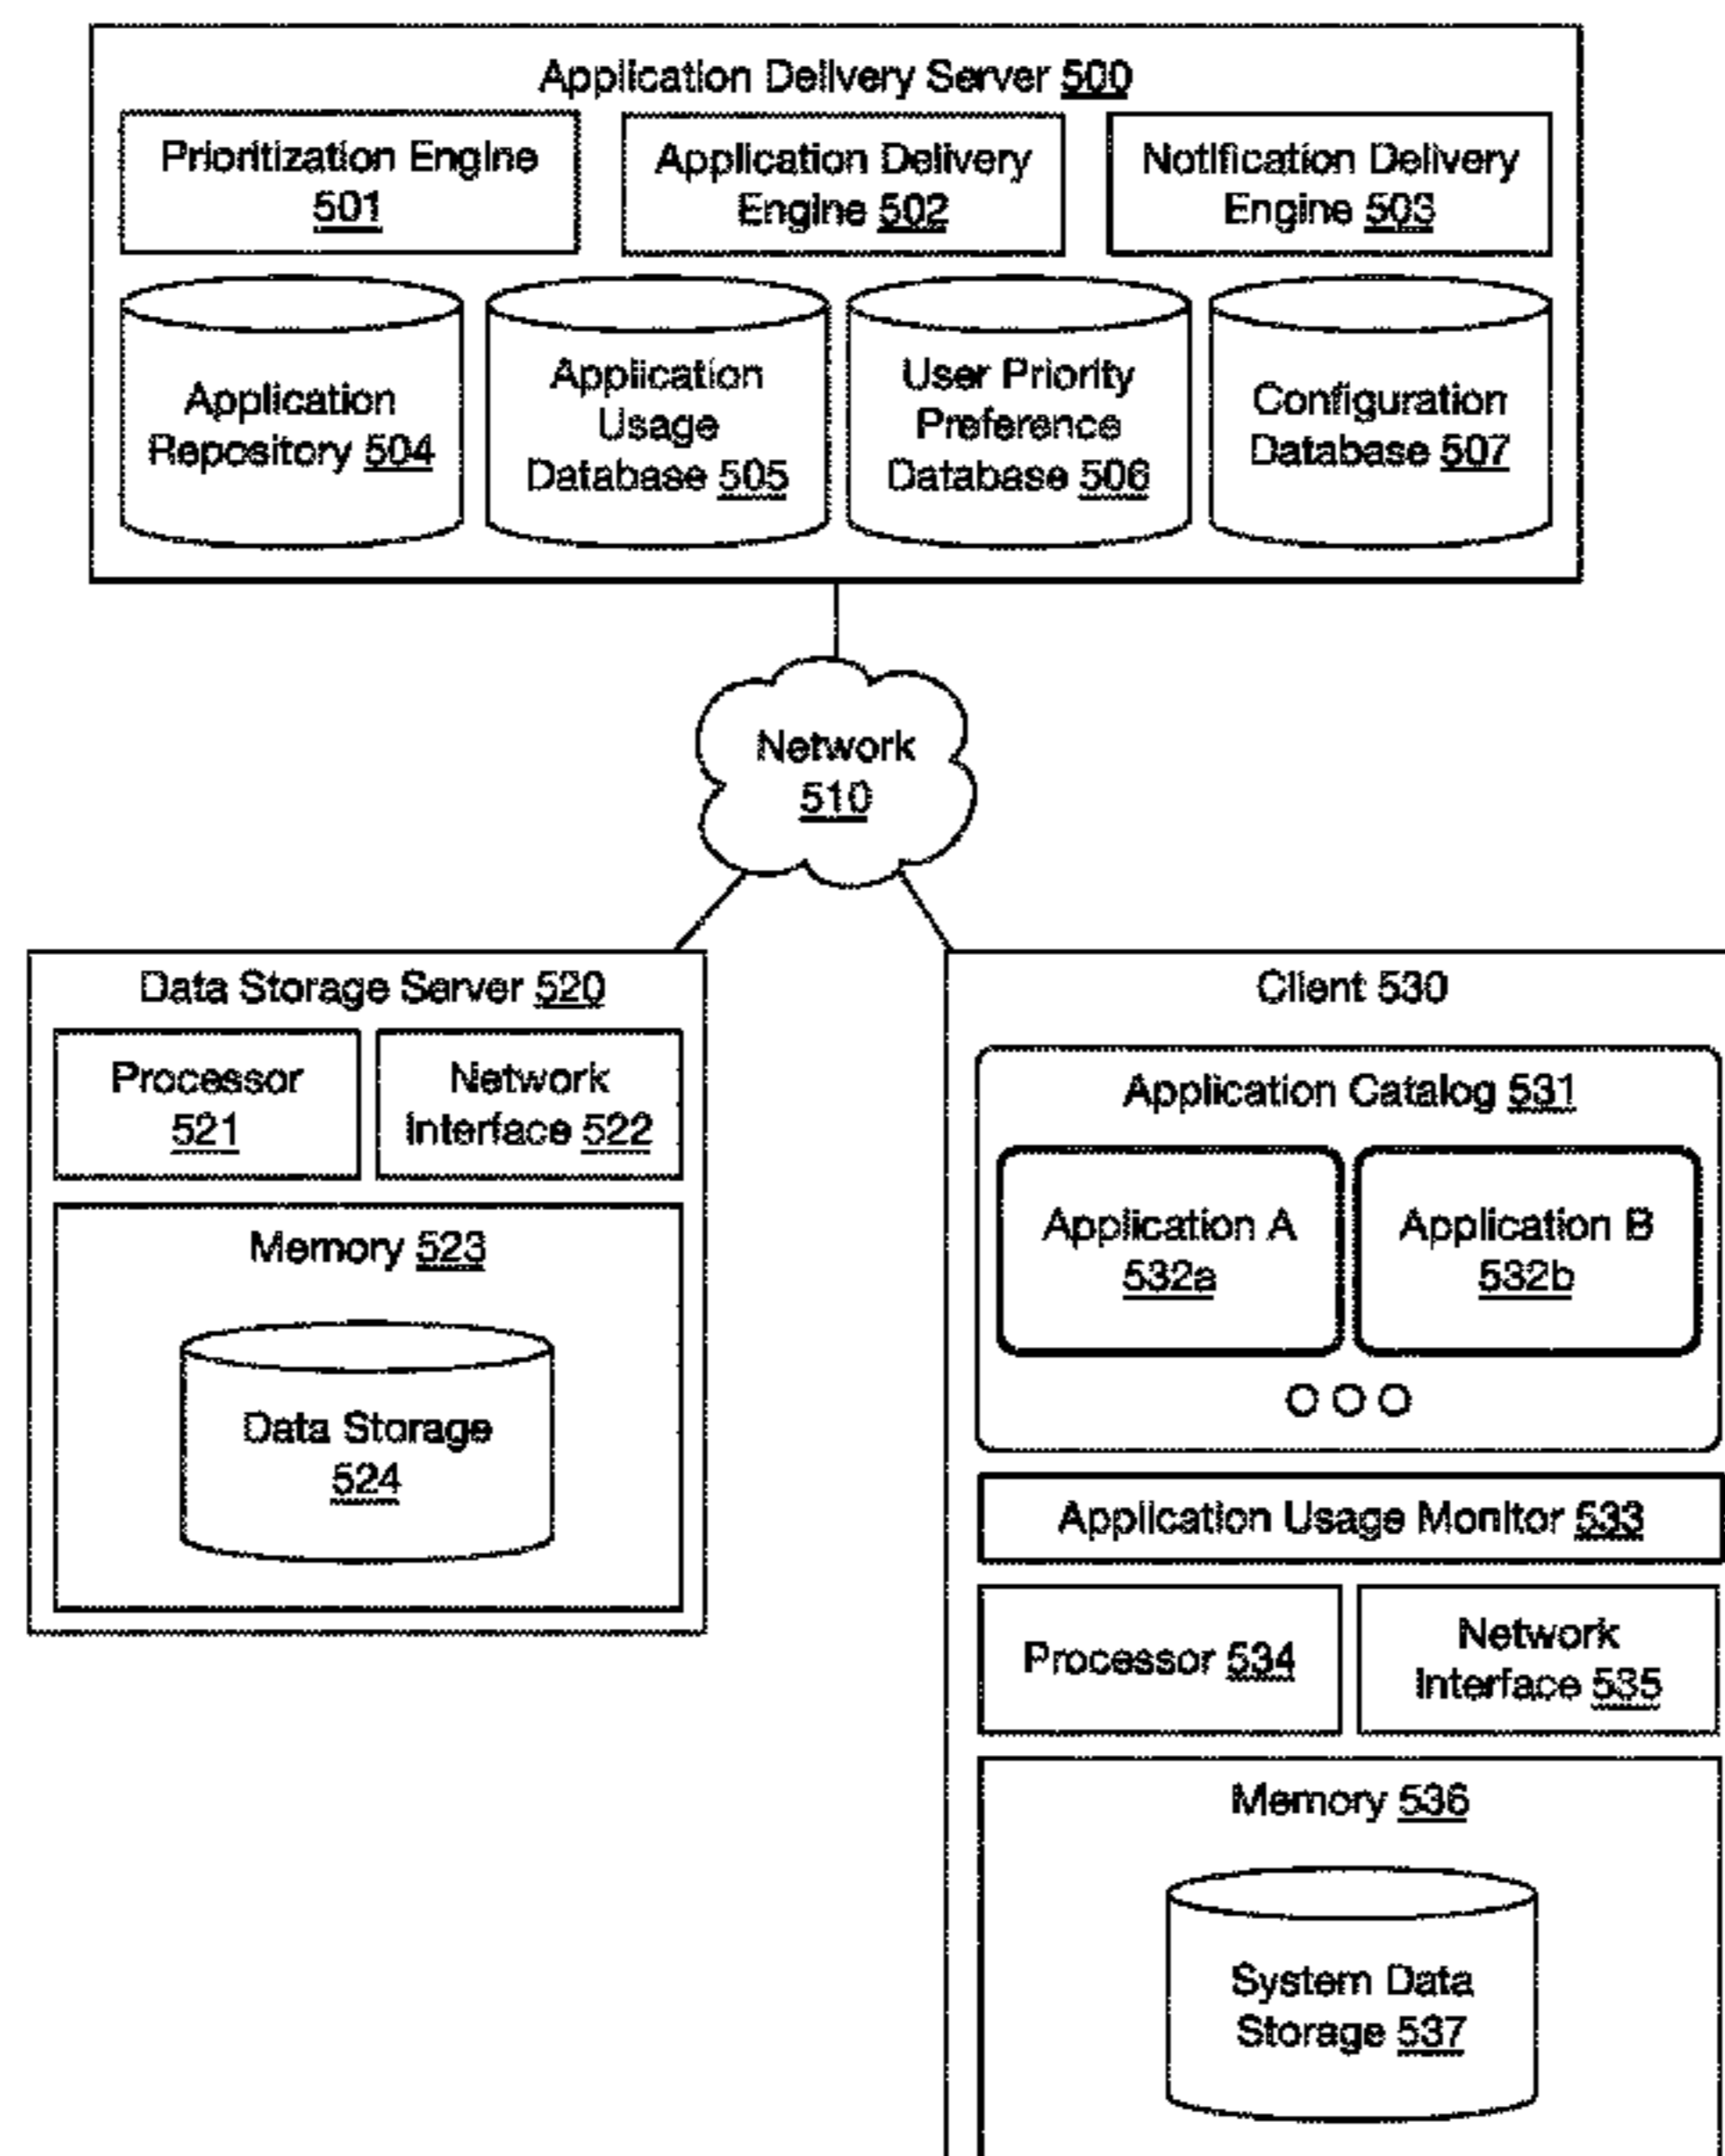 Application Delivery Server 500
Prioritization Engine
501
Application Delivery
Engine 502
Notification Delivery
Engine 503
Application
Repository 504
Application
Usage
Database 505
User Priority
Preference
Database 506
Configuration
Database 507
Network
510
Data Storage Server 520
Processor
521
Network
Interface 522
Memory 523
Data Storage
524
Client 530
Application Catalog 531
Application A
532a
Application B
532b
Application Usage Monitor 533
Processor 534
Network
Interface 535
Memory 536
System Data
Storage 537